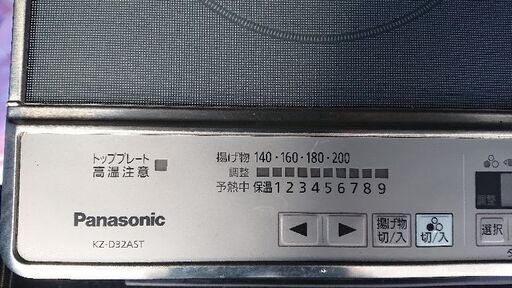 トッププレート
高温注意
揚げ物 140・160・180・200
調整
予熱中 保温 1 2 3 4 5 6 7 8 9
Panasonic
KZ-D32AST
◀ ▶
揚げ物
切/入
切/入
調整
選択